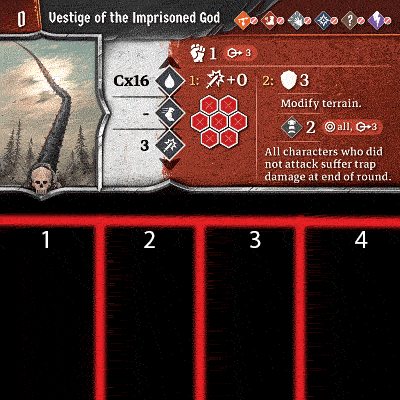 0 Vestige of the Imprisoned God
1 3
Cx16 1: +0 2: 3
Modify terrain.
-
2 all, 3
3
All characters who did
not attack suffer trap
damage at end of round.
1 2 3 4